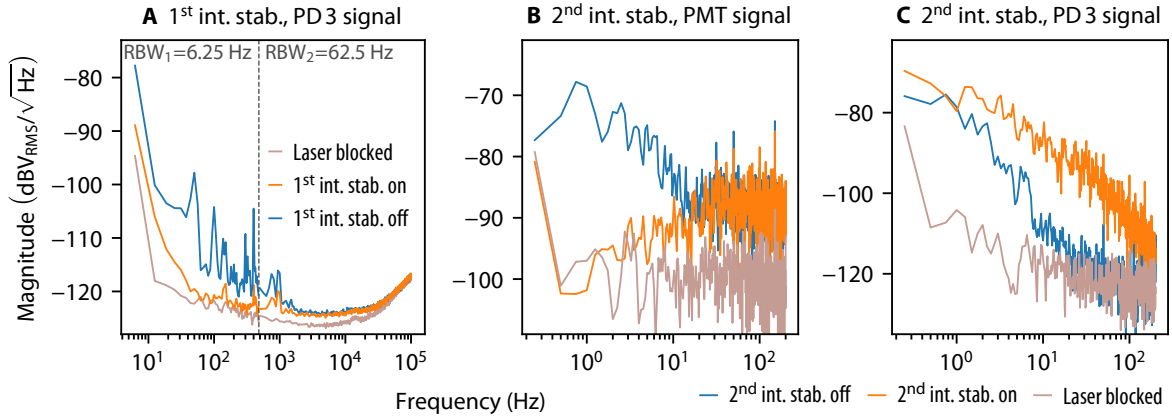 A 1st int. stab., PD 3 signal
B 2nd int. stab., PMT signal
C 2nd int. stab., PD 3 signal
Magnitude (dBVRMS/√Hz)
RBW1=6.25 Hz
RBW2=62.5 Hz
−80
−90
−100
−110
−120
Laser blocked
1st int. stab. on
1st int. stab. off
10¹ 10² 10³ 10⁴ 10⁵
−70
−80
−90
−100
10⁰ 10¹ 10²
−80
−100
−120
10⁰ 10¹ 10²
Frequency (Hz)
2nd int. stab. off 2nd int. stab. on Laser blocked